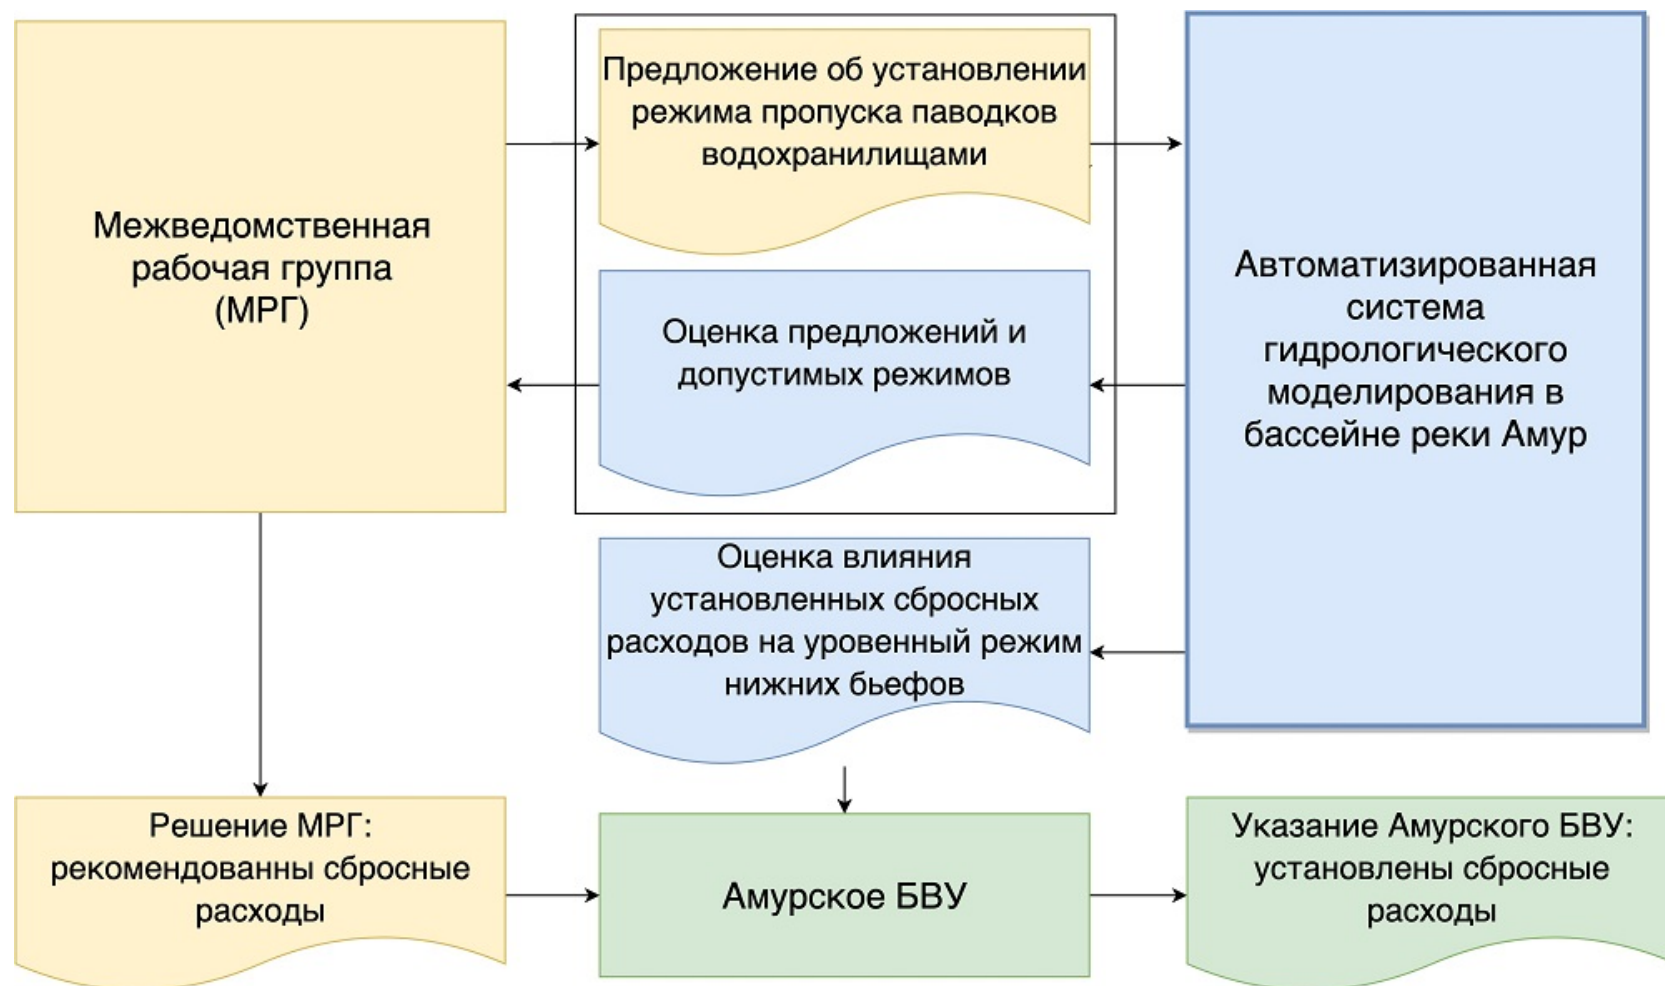 Межведомственная
рабочая группа
(МРГ)
Предложение об установлении
режима пропуска паводков
водохранилищами
Оценка предложений и
допустимых режимов
Автоматизированная
система
гидрологического
моделирования в
бассейне реки Амур
Оценка влияния
установленных сбросных
расходов на уровенный режим
нижних бьефов
Решение МРГ:
рекомендованны сбросные
расходы
Амурское БВУ
Указание Амурского БВУ:
установлены сбросные
расходы